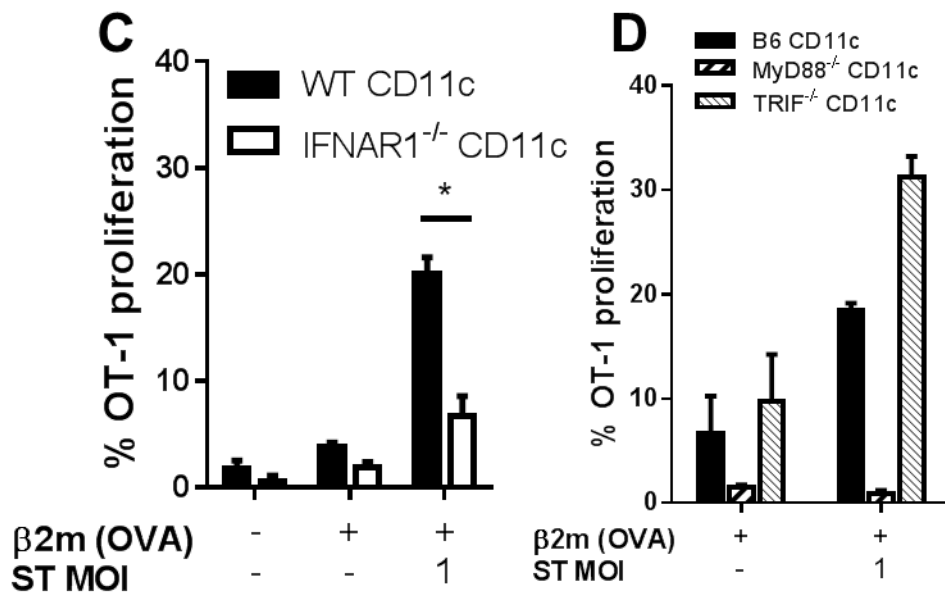 C
40
30
20
10
0
% OT-1 proliferation
WT CD11c
IFNAR1-/- CD11c
*
β2m (OVA) - + +
ST MOI - - 1
D
B6 CD11c
MyD88-/- CD11c
TRIF-/- CD11c
40
30
20
10
0
% OT-1 proliferation
β2m (OVA) + +
ST MOI - 1